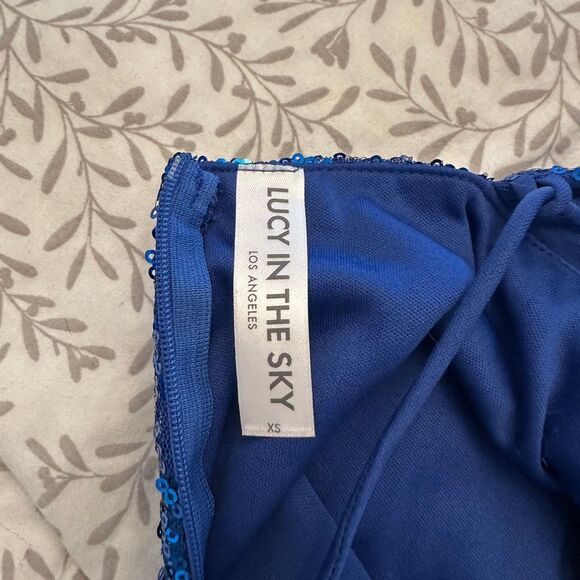 LUCY IN THE SKY
LOS ANGELES
XS